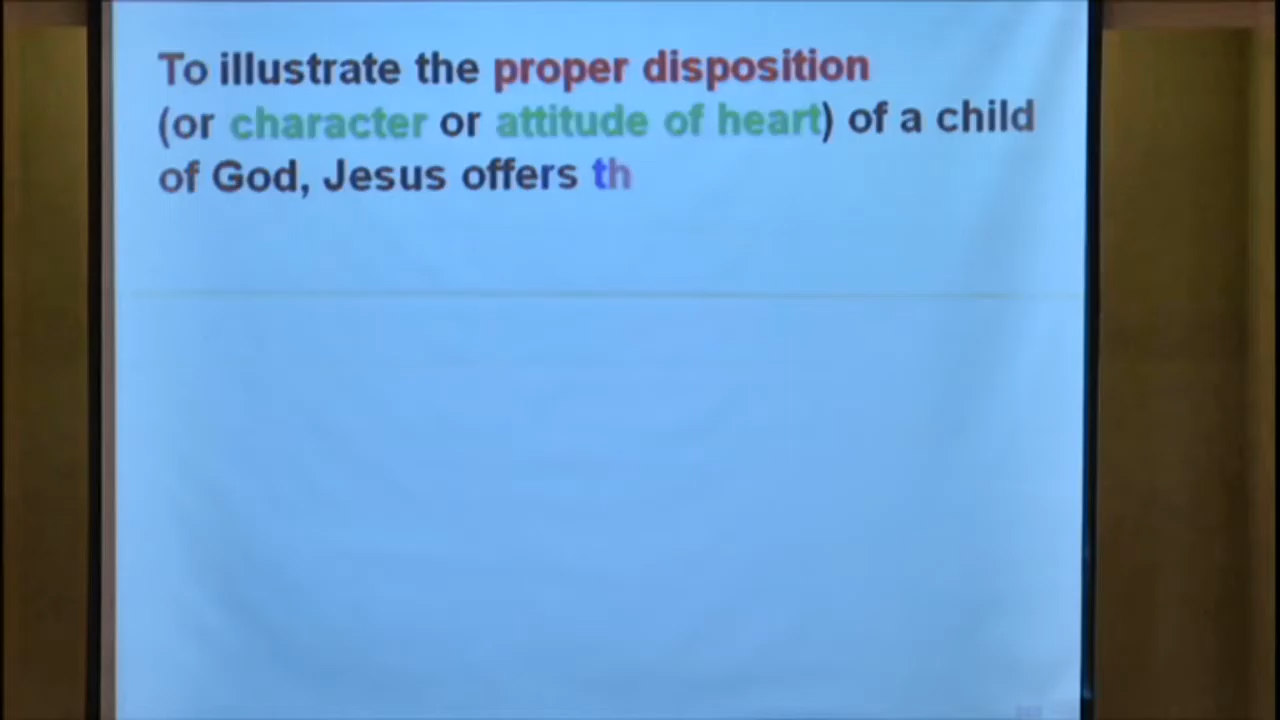 To illustrate the proper disposition
(or character or attitude of heart) of a child
of God, Jesus offers th